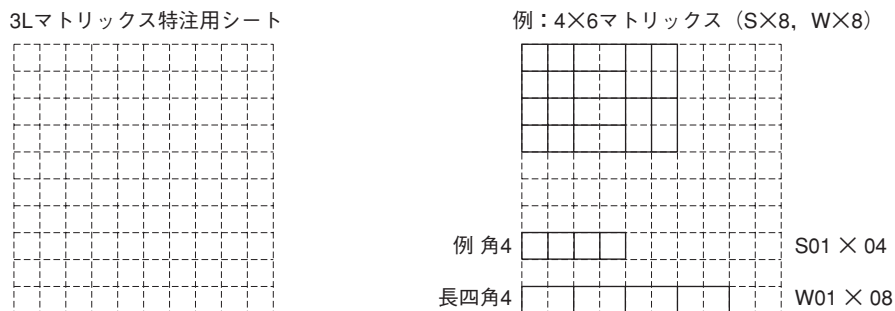 3Lマトリックス特注用シート
例：4×6マトリックス（S×8，W×8）
例 角4
S01 × 04
長四角4
W01 × 08